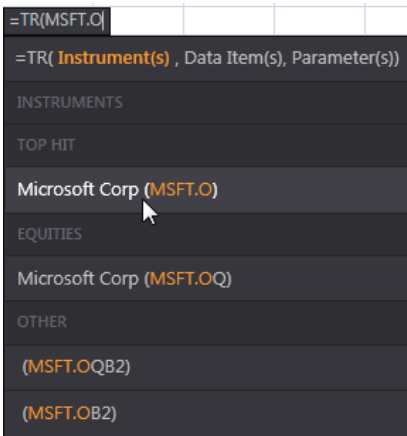 =TR(MSFT.O
=TR( Instrument(s) , Data Item(s), Parameter(s))
INSTRUMENTS
TOP HIT
Microsoft Corp (MSFT.O)
EQUITIES
Microsoft Corp (MSFT.OQ)
OTHER
(MSFT.OQB2)
(MSFT.OB2)